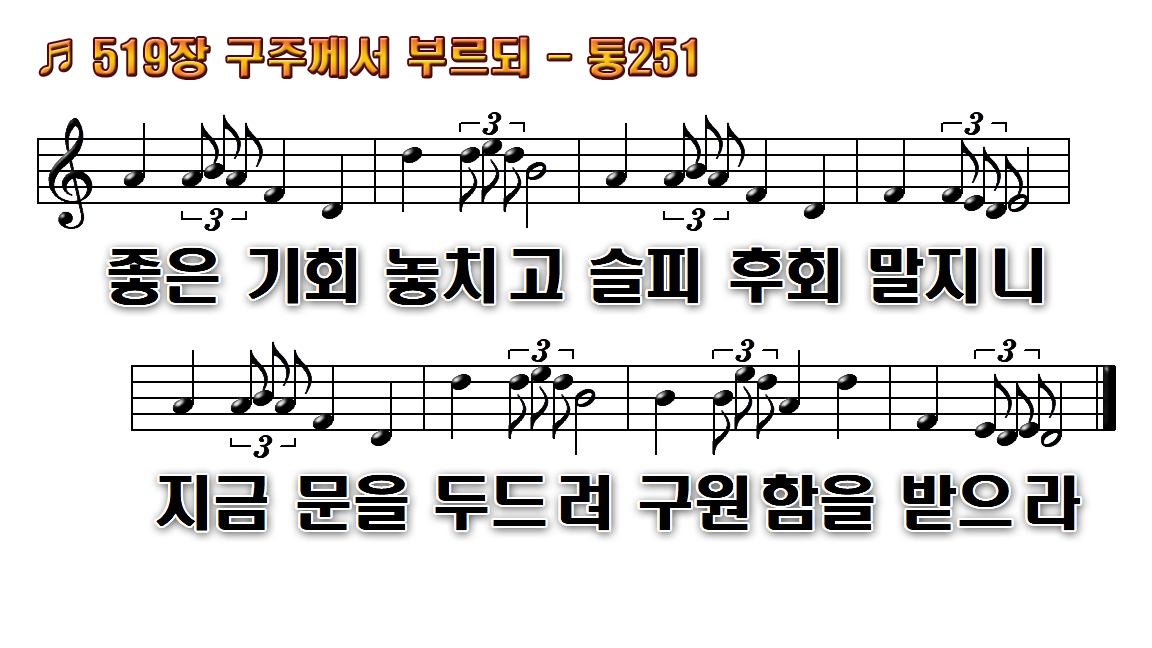 519장 구주께서 부르되 - 통251
3 3 3 3
좋은 기회 놓치고 슬피 후회 말지니
3 3 3 3
지금 문을 두드려 구원함을 받으라